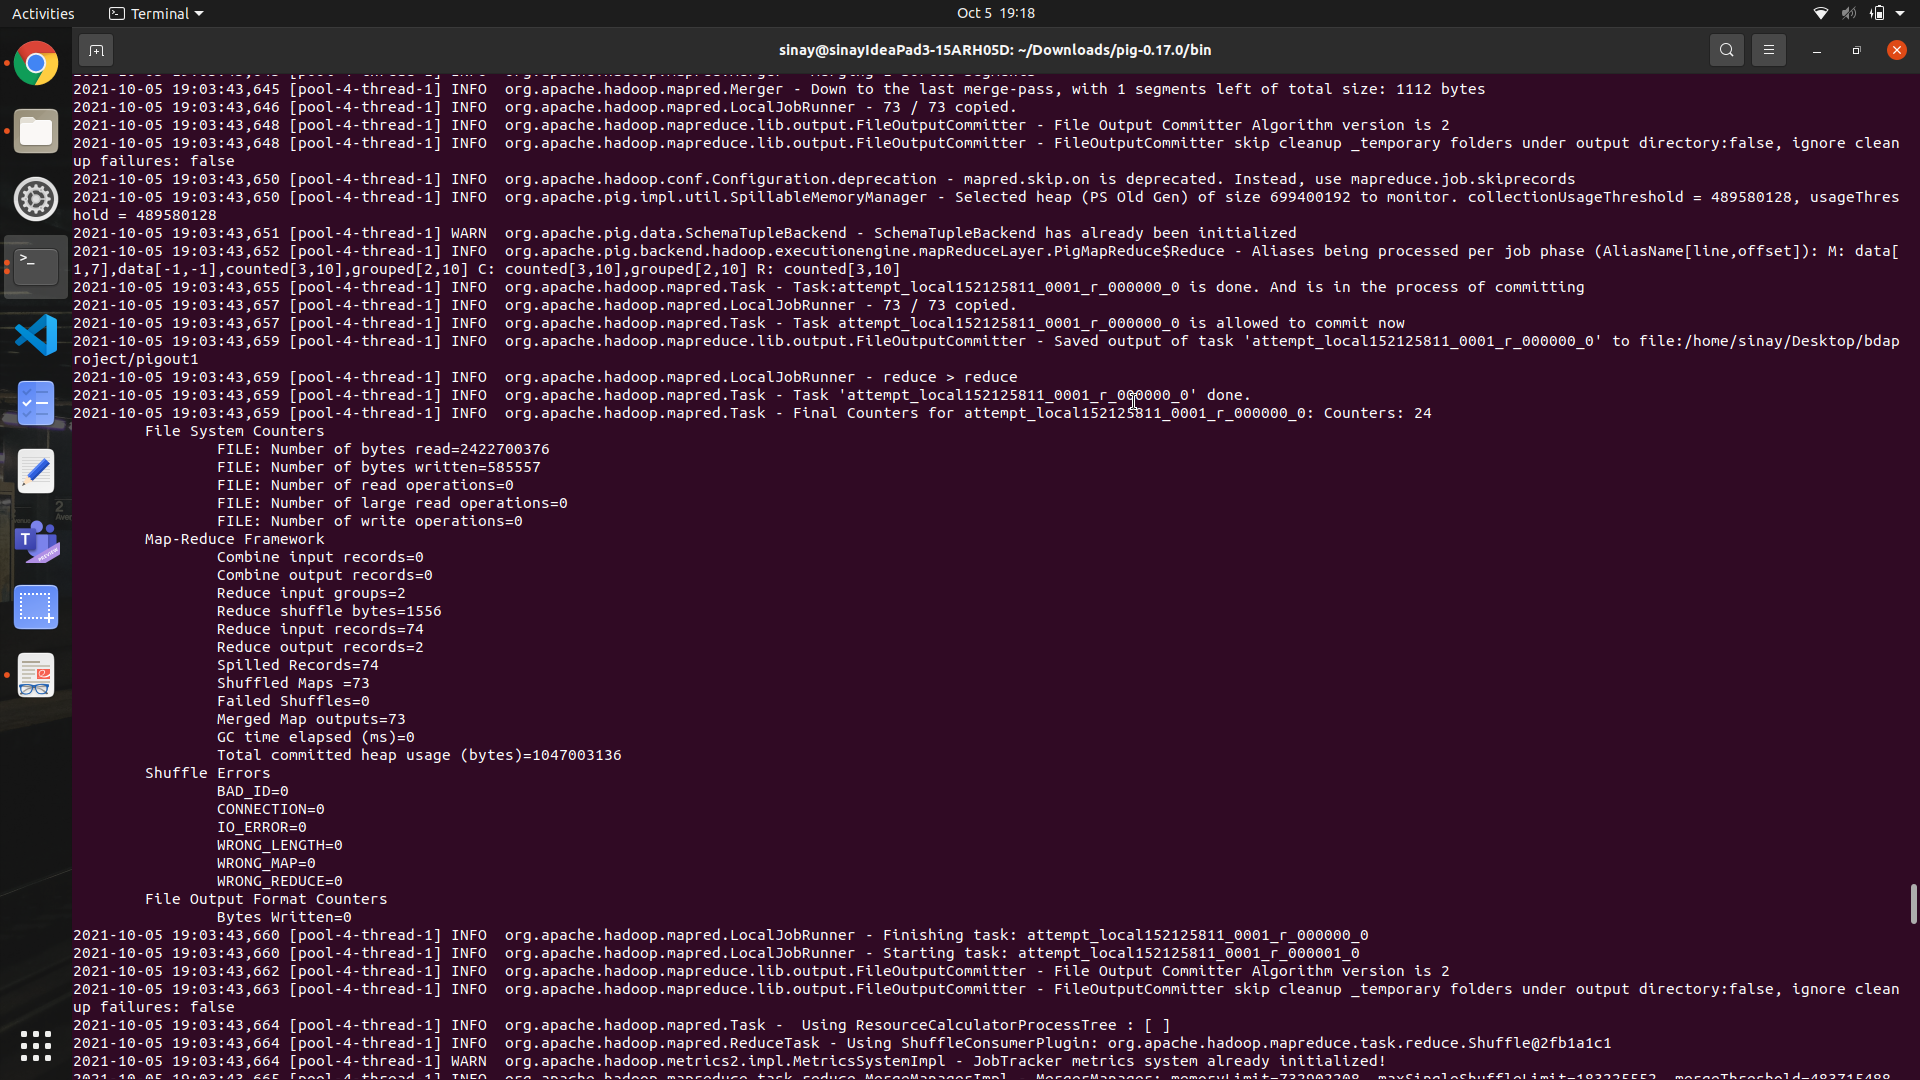 Activities
Terminal
Oct 5 19:18
sinay@sinayIdeaPad3-15ARH05D: ~/Downloads/pig-0.17.0/bin
2021-10-05 19:03:43,645 [pool-4-thread-1] INFO  org.apache.hadoop.mapred.Merger - Down to the last merge-pass, with 1 segments left of total size: 1112 bytes
2021-10-05 19:03:43,646 [pool-4-thread-1] INFO  org.apache.hadoop.mapred.LocalJobRunner - 73 / 73 copied.
2021-10-05 19:03:43,648 [pool-4-thread-1] INFO  org.apache.hadoop.mapreduce.lib.output.FileOutputCommitter - File Output Committer Algorithm version is 2
2021-10-05 19:03:43,648 [pool-4-thread-1] INFO  org.apache.hadoop.mapreduce.lib.output.FileOutputCommitter - FileOutputCommitter skip cleanup _temporary folders under output directory:false, ignore clean
up failures: false
2021-10-05 19:03:43,650 [pool-4-thread-1] INFO  org.apache.hadoop.conf.Configuration.deprecation - mapred.skip.on is deprecated. Instead, use mapreduce.job.skiprecords
2021-10-05 19:03:43,650 [pool-4-thread-1] INFO  org.apache.pig.impl.util.SpillableMemoryManager - Selected heap (PS Old Gen) of size 699400192 to monitor. collectionUsageThreshold = 489580128, usageThres
hold = 489580128
2021-10-05 19:03:43,651 [pool-4-thread-1] WARN  org.apache.pig.data.SchemaTupleBackend - SchemaTupleBackend has already been initialized
2021-10-05 19:03:43,652 [pool-4-thread-1] INFO  org.apache.pig.backend.hadoop.executionengine.mapReduceLayer.PigMapReduce$Reduce - Aliases being processed per job phase (AliasName[line,offset]): M: data[
1,7],data[-1,-1],counted[3,10],grouped[2,10] C: counted[3,10],grouped[2,10] R: counted[3,10]
2021-10-05 19:03:43,655 [pool-4-thread-1] INFO  org.apache.hadoop.mapred.Task - Task:attempt_local152125811_0001_r_000000_0 is done. And is in the process of committing
2021-10-05 19:03:43,657 [pool-4-thread-1] INFO  org.apache.hadoop.mapred.LocalJobRunner - 73 / 73 copied.
2021-10-05 19:03:43,657 [pool-4-thread-1] INFO  org.apache.hadoop.mapred.Task - Task attempt_local152125811_0001_r_000000_0 is allowed to commit now
2021-10-05 19:03:43,659 [pool-4-thread-1] INFO  org.apache.hadoop.mapreduce.lib.output.FileOutputCommitter - Saved output of task 'attempt_local152125811_0001_r_000000_0' to file:/home/sinay/Desktop/bdap
roject/pigout1
2021-10-05 19:03:43,659 [pool-4-thread-1] INFO  org.apache.hadoop.mapred.LocalJobRunner - reduce > reduce
2021-10-05 19:03:43,659 [pool-4-thread-1] INFO  org.apache.hadoop.mapred.Task - Task 'attempt_local152125811_0001_r_000000_0' done.
2021-10-05 19:03:43,659 [pool-4-thread-1] INFO  org.apache.hadoop.mapred.Task - Final Counters for attempt_local152125811_0001_r_000000_0: Counters: 24
File System Counters
FILE: Number of bytes read=2422700376
FILE: Number of bytes written=585557
FILE: Number of read operations=0
FILE: Number of large read operations=0
FILE: Number of write operations=0
Map-Reduce Framework
Combine input records=0
Combine output records=0
Reduce input groups=2
Reduce shuffle bytes=1556
Reduce input records=74
Reduce output records=2
Spilled Records=74
Shuffled Maps =73
Failed Shuffles=0
Merged Map outputs=73
GC time elapsed (ms)=0
Total committed heap usage (bytes)=1047003136
Shuffle Errors
BAD_ID=0
CONNECTION=0
IO_ERROR=0
WRONG_LENGTH=0
WRONG_MAP=0
WRONG_REDUCE=0
File Output Format Counters
Bytes Written=0
2021-10-05 19:03:43,660 [pool-4-thread-1] INFO  org.apache.hadoop.mapred.LocalJobRunner - Finishing task: attempt_local152125811_0001_r_000000_0
2021-10-05 19:03:43,660 [pool-4-thread-1] INFO  org.apache.hadoop.mapred.LocalJobRunner - Starting task: attempt_local152125811_0001_r_000001_0
2021-10-05 19:03:43,662 [pool-4-thread-1] INFO  org.apache.hadoop.mapreduce.lib.output.FileOutputCommitter - File Output Committer Algorithm version is 2
2021-10-05 19:03:43,663 [pool-4-thread-1] INFO  org.apache.hadoop.mapreduce.lib.output.FileOutputCommitter - FileOutputCommitter skip cleanup _temporary folders under output directory:false, ignore clean
up failures: false
2021-10-05 19:03:43,664 [pool-4-thread-1] INFO  org.apache.hadoop.mapred.Task -  Using ResourceCalculatorProcessTree : [ ]
2021-10-05 19:03:43,664 [pool-4-thread-1] INFO  org.apache.hadoop.mapred.ReduceTask - Using ShuffleConsumerPlugin: org.apache.hadoop.mapreduce.task.reduce.Shuffle@2fb1a1c1
2021-10-05 19:03:43,664 [pool-4-thread-1] WARN  org.apache.hadoop.metrics2.impl.MetricsSystemImpl - JobTracker metrics system already initialized!